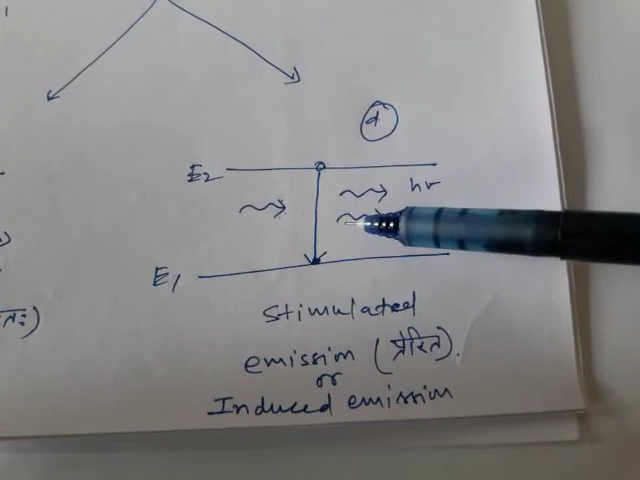 d
E2
hν
E1
Stimulated
emission (प्रेरित).
or
Induced emission